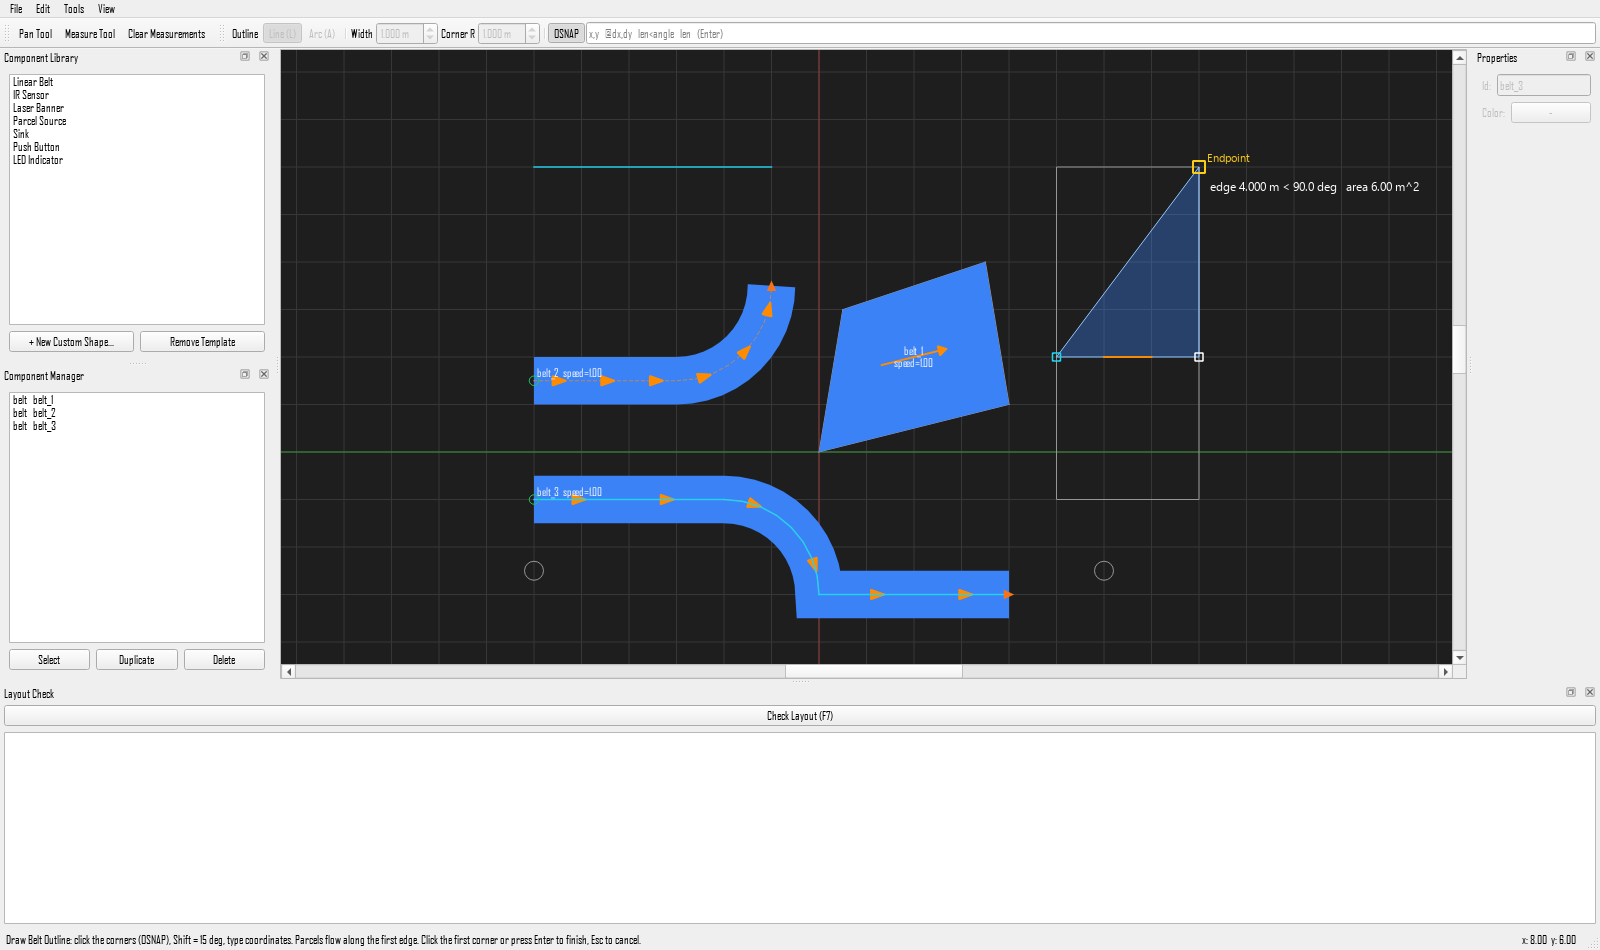 File Edit Tools View
Pan Tool Measure Tool Clear Measurements Outline Line (L) Arc (A) Width 1.000 m Corner R 1.000 m OSNAP x,y @dx,dy len<angle len (Enter)
Component Library
Linear Belt
IR Sensor
Laser Banner
Parcel Source
Sink
Push Button
LED Indicator
+ New Custom Shape... Remove Template
Component Manager
belt belt_1
belt belt_2
belt belt_3
Select Duplicate Delete
Endpoint
edge 4.000 m < 90.0 deg area 6.00 m^2
belt_1
speed=1.00
belt_2 speed=1.00
belt_3 speed=1.00
Properties
Id: belt_3
Color: -
Layout Check
Check Layout (F7)
Draw Belt Outline: click the corners (OSNAP), Shift = 15 deg, type coordinates. Parcels flow along the first edge. Click the first corner or press Enter to finish, Esc to cancel.
x: 8.00 y: 6.00